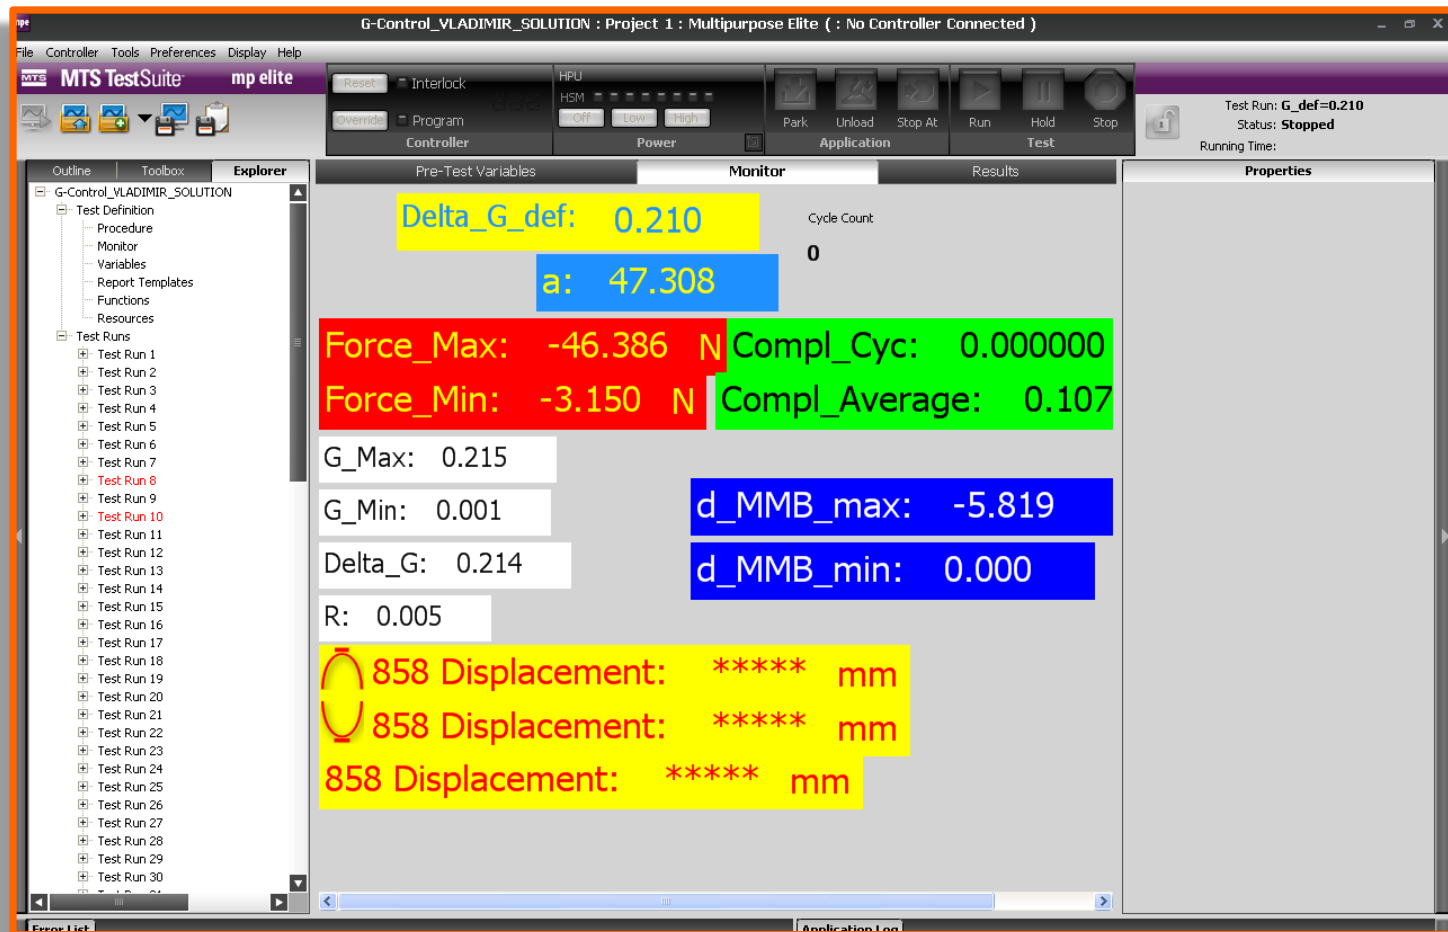 mpe
G-Control_VLADIMIR_SOLUTION : Project 1 : Multipurpose Elite ( : No Controller Connected )
File Controller Tools Preferences Display Help
MTS MTS TestSuite mp elite
Reset Interlock
Override Program
Controller
HPU
HSM
Off Low High
Power
Park Unload Stop At
Application
Run Hold Stop
Test
Test Run: G_def=0.210
Status: Stopped
Running Time:
Outline Toolbox Explorer
G-Control_VLADIMIR_SOLUTION
Test Definition
Procedure
Monitor
Variables
Report Templates
Functions
Resources
Test Runs
Test Run 1
Test Run 2
Test Run 3
Test Run 4
Test Run 5
Test Run 6
Test Run 7
Test Run 8
Test Run 9
Test Run 10
Test Run 11
Test Run 12
Test Run 13
Test Run 14
Test Run 15
Test Run 16
Test Run 17
Test Run 18
Test Run 19
Test Run 20
Test Run 21
Test Run 22
Test Run 23
Test Run 24
Test Run 25
Test Run 26
Test Run 27
Test Run 28
Test Run 29
Test Run 30
Pre-Test Variables Monitor Results
Delta_G_def: 0.210
Cycle Count
0
a: 47.308
Force_Max: -46.386 N
Compl_Cyc: 0.000000
Force_Min: -3.150 N
Compl_Average: 0.107
G_Max: 0.215
G_Min: 0.001
d_MMB_max: -5.819
Delta_G: 0.214
d_MMB_min: 0.000
R: 0.005
858 Displacement: ***** mm
858 Displacement: ***** mm
858 Displacement: ***** mm
Properties
Error List
Application Log